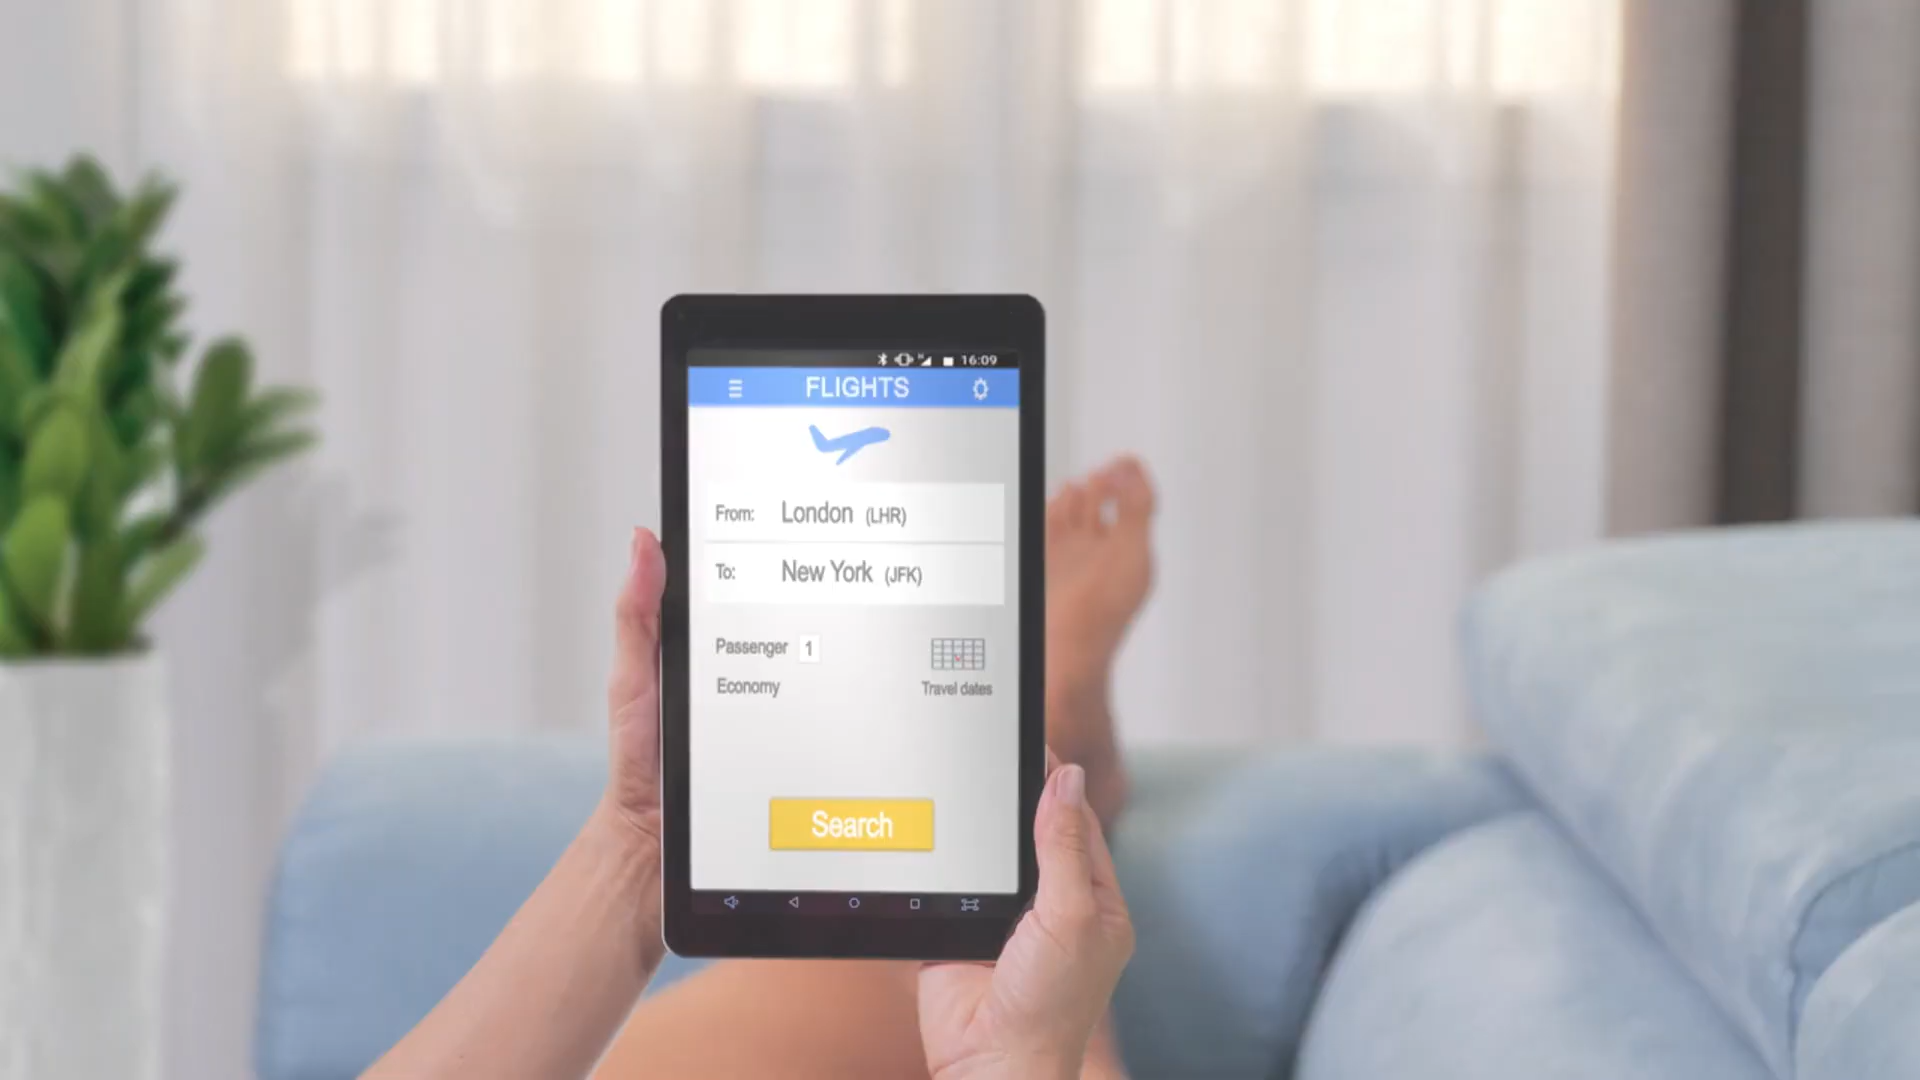 16:09
FLIGHTS
From: London (LHR)
To: New York (JFK)
Passenger 1
Economy
Travel dates
Search